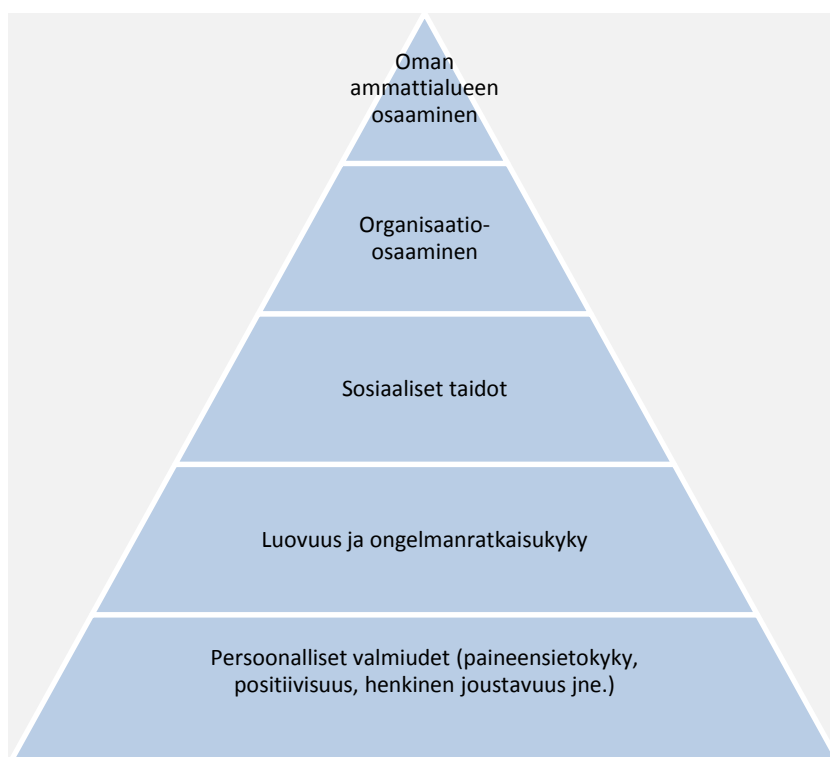 Oman
ammattialueen
osaaminen
Organisaatio-
osaaminen
Sosiaaliset taidot
Luovuus ja ongelmanratkaisukyky
Persoonalliset valmiudet (paineensietokyky,
positiivisuus, henkinen joustavuus jne.)